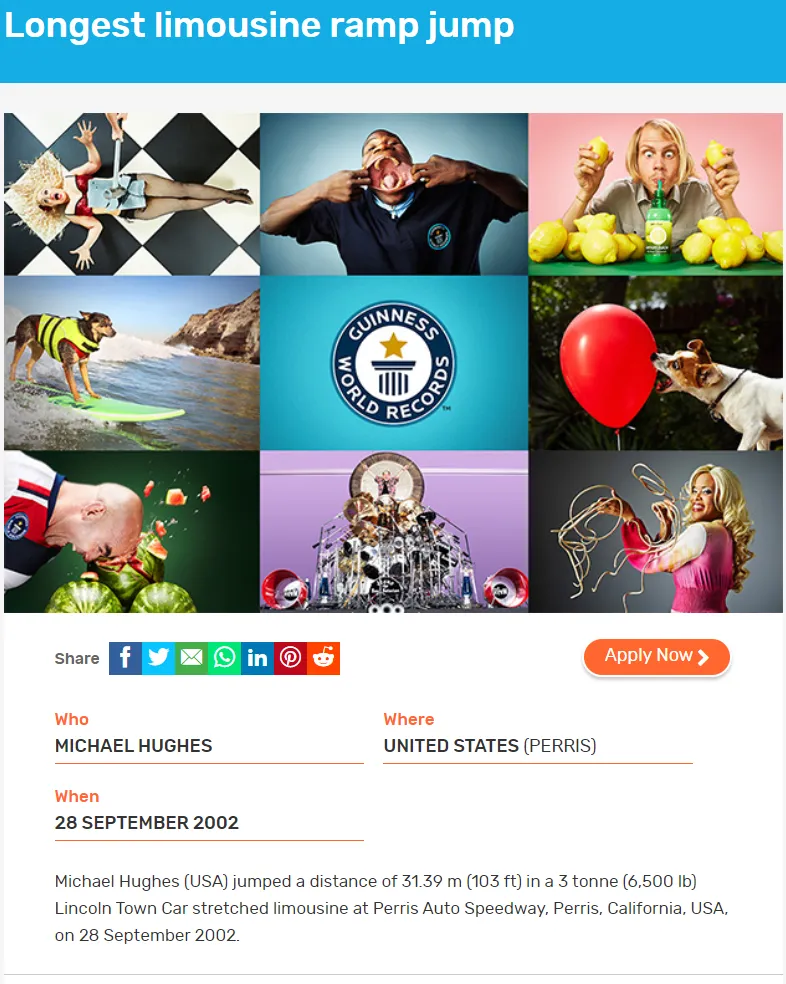 Longest limousine ramp jump
GUINNESS
WORLD RECORDS
TM
Share
Apply Now
Who
MICHAEL HUGHES
Where
UNITED STATES (PERRIS)
When
28 SEPTEMBER 2002
Michael Hughes (USA) jumped a distance of 31.39 m (103 ft) in a 3 tonne (6,500 lb)
Lincoln Town Car stretched limousine at Perris Auto Speedway, Perris, California, USA,
on 28 September 2002.